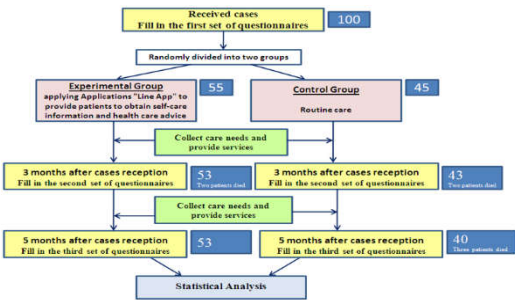 Received cases
Fill in the first set of questionnaires
100
Randomly divided into two groups
Experimental Group
applying Applications "Line App" to
provide patients to obtain self-care
information and health care advice
55
Control Group
Routine care
45
Collect care needs and
provide services
3 months after cases reception
Fill in the second set of questionnaires
53
Two patients died
3 months after cases reception
Fill in the second set of questionnaires
43
Two patients died
Collect care needs and
provide services
5 months after cases reception
Fill in the third set of questionnaires
53
5 months after cases reception
Fill in the third set of questionnaires
40
Three patients died
Statistical Analysis